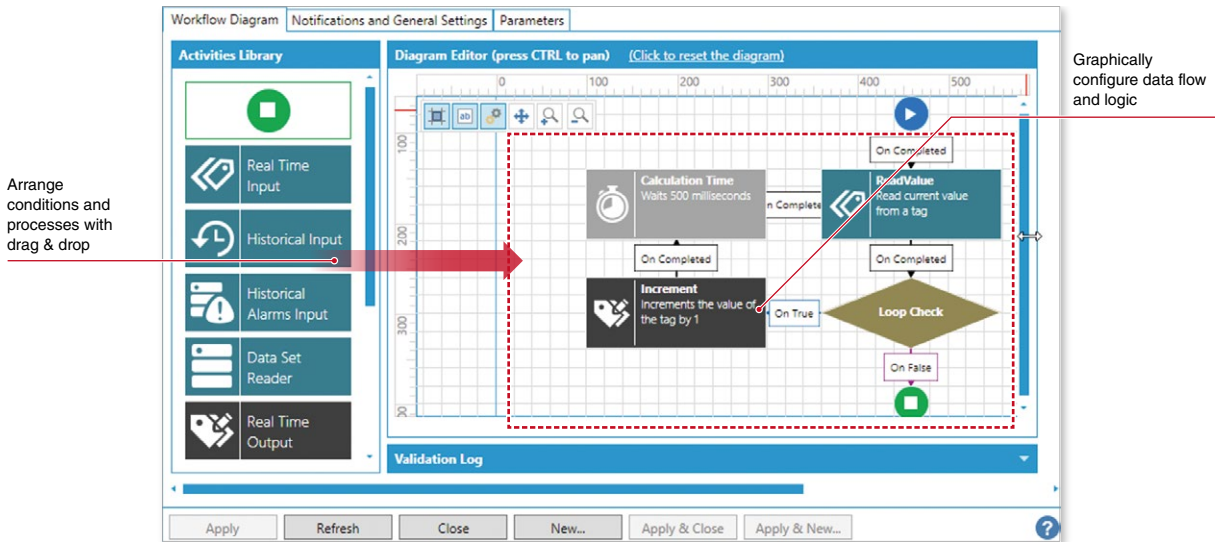 Workflow Diagram
Notifications and General Settings
Parameters
Activities Library
Real Time
Input
Historical Input
Historical
Alarms Input
Data Set
Reader
Real Time
Output
Diagram Editor (press CTRL to pan)
(Click to reset the diagram)
0
100
200
300
400
500
100
200
300
ab
On Completed
Calculation Time
Waits 500 milliseconds
n Complete
ReadValue
Read current value
from a tag
On Completed
On Completed
Increment
Increments the value of
the tag by 1
On True
Loop Check
On False
Validation Log
Apply
Refresh
Close
New...
Apply & Close
Apply & New...
?
Arrange
conditions and
processes with
drag & drop
Graphically
configure data flow
and logic